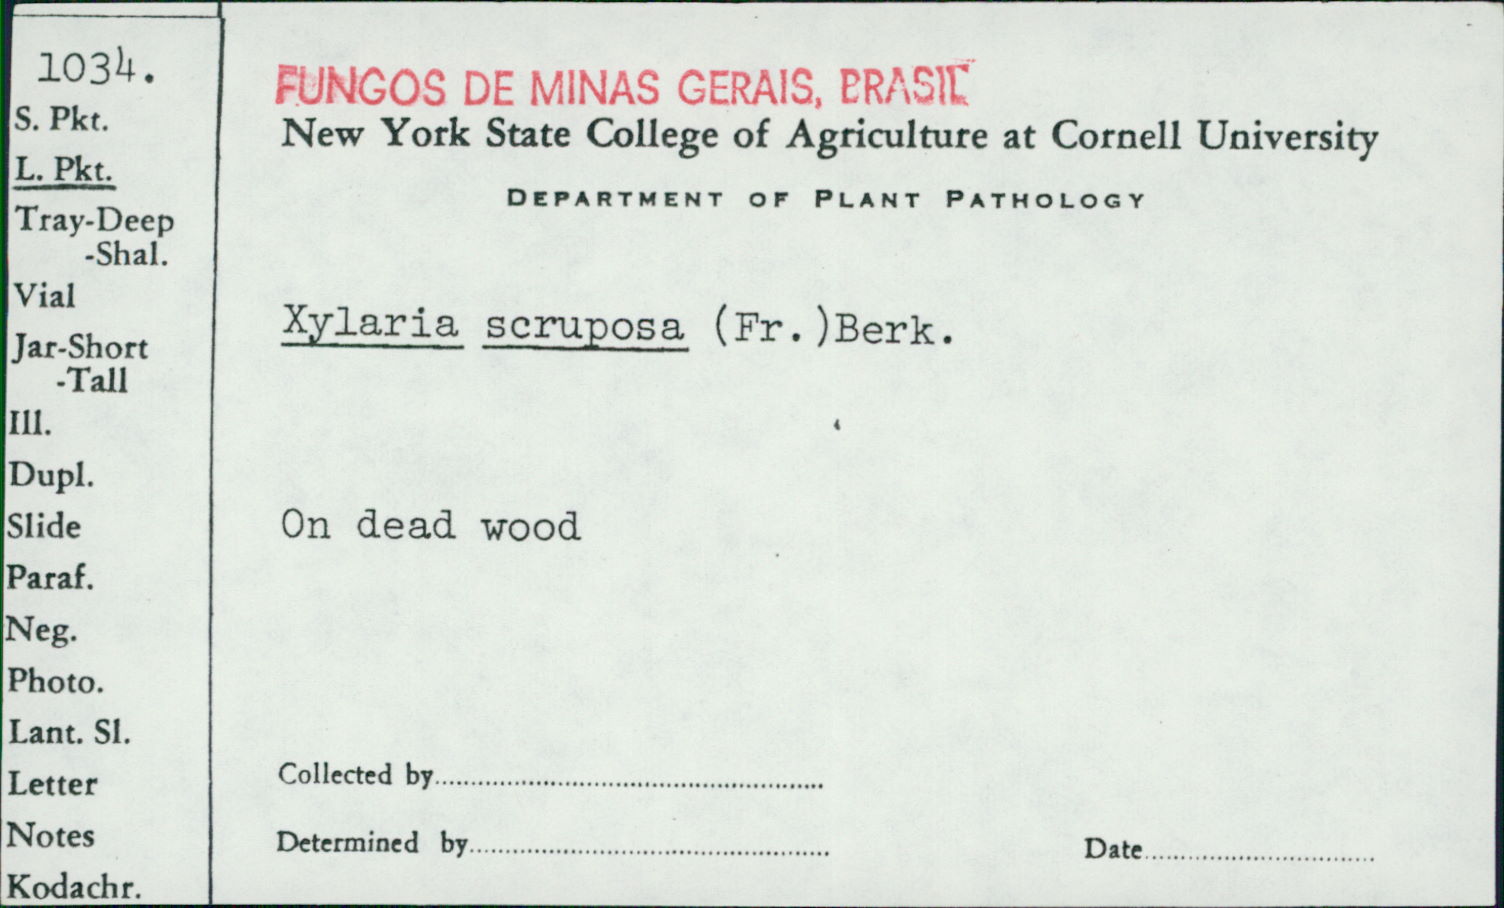 1034.
S. Pkt.
L. Pkt.
Tray-Deep
-Shal.
Vial
Jar-Short
-Tall
Ill.
Dupl.
Slide
Paraf.
Neg.
Photo.
Lant. Sl.
Letter
Notes
Kodachr.
FUNGOS DE MINAS GERAIS, BRASIL
New York State College of Agriculture at Cornell University
DEPARTMENT OF PLANT PATHOLOGY
Xylaria scruposa (Fr.)Berk.
On dead wood
Collected by
Determined by
Date